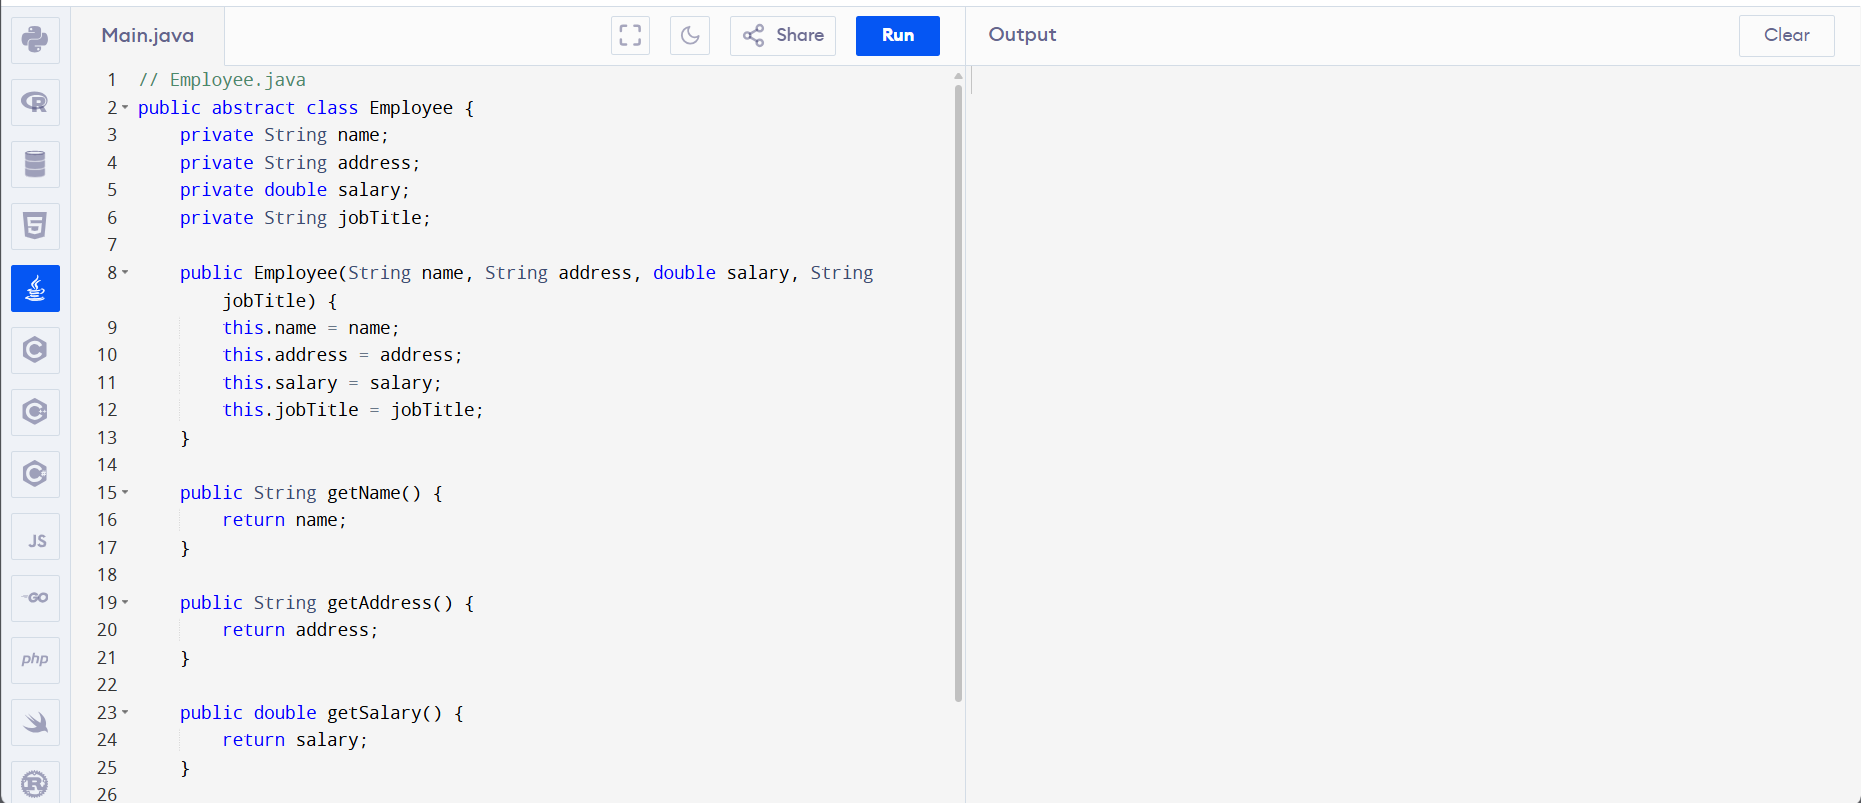 Main.java
Share
Run
Output
Clear
1 // Employee.java
2 public abstract class Employee {
3 private String name;
4 private String address;
5 private double salary;
6 private String jobTitle;
7
8 public Employee(String name, String address, double salary, String
jobTitle) {
9 this.name = name;
10 this.address = address;
11 this.salary = salary;
12 this.jobTitle = jobTitle;
13 }
14
15 public String getName() {
16 return name;
17 }
18
19 public String getAddress() {
20 return address;
21 }
22
23 public double getSalary() {
24 return salary;
25 }
26
R
5
C
C++
C#
JS
GO
php
R